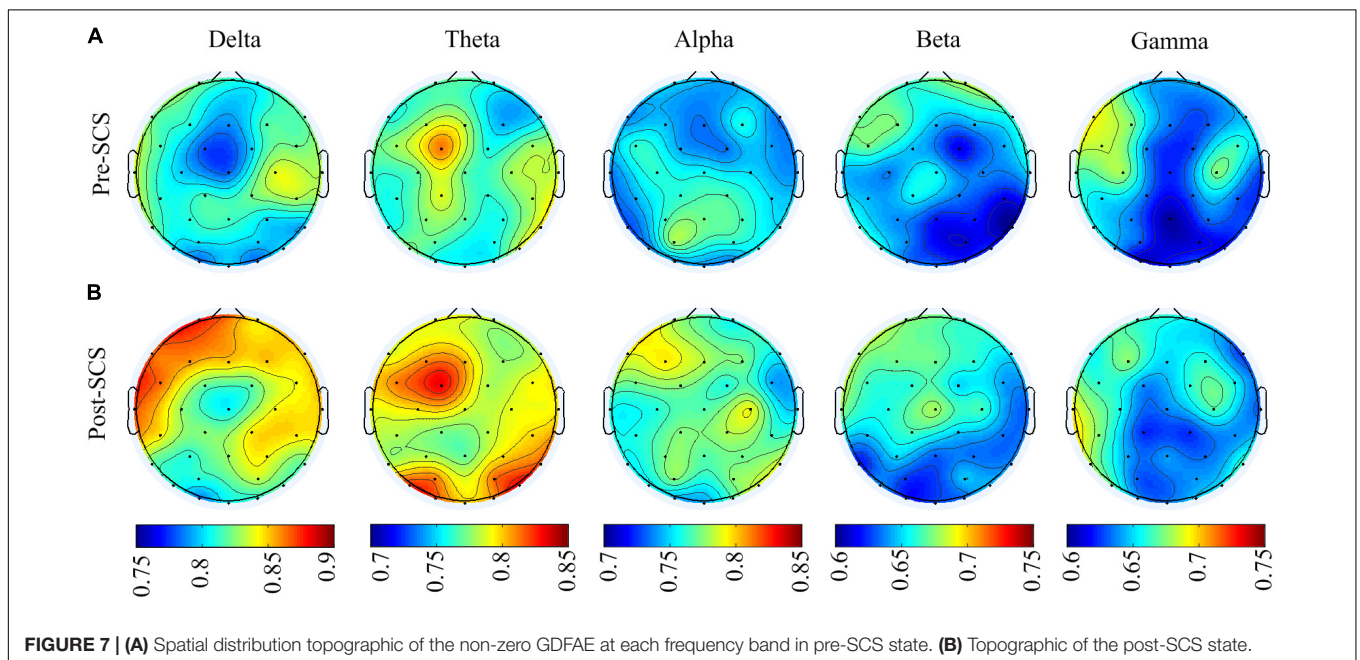 A
Delta Theta Alpha Beta Gamma
Pre-SCS
B
Post-SCS
0.75 0.8 0.85 0.9 0.7 0.75 0.8 0.85 0.7 0.75 0.8 0.85 0.6 0.65 0.7 0.75 0.6 0.65 0.7 0.75
FIGURE 7 | (A) Spatial distribution topographic of the non-zero GDFAE at each frequency band in pre-SCS state. (B) Topographic of the post-SCS state.